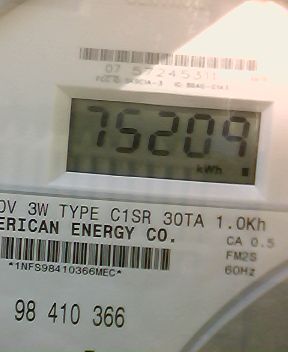 07 57245311
75209
kWh
0V 3W TYPE C1SR 30TA 1.0Kh
ERICAN ENERGY CO.
CA 0.5
FM2S
60Hz
*1NFS98410366MEC*
98 410 366